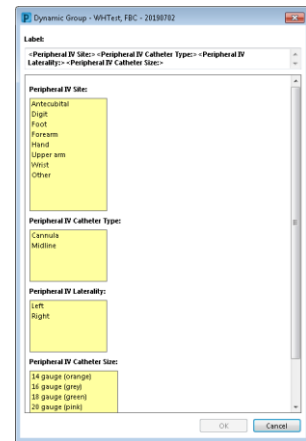 Dynamic Group - WHTest, FBC - 20190702
Label:
<Peripheral IV Site:> <Peripheral IV Catheter Type:> <Peripheral IV
Laterality:> <Peripheral IV Catheter Size:>
Peripheral IV Site:
Antecubital
Digit
Foot
Forearm
Hand
Upper arm
Wrist
Other
Peripheral IV Catheter Type:
Cannula
Midline
Peripheral IV Laterality:
Left
Right
Peripheral IV Catheter Size:
14 gauge (orange)
16 gauge (grey)
18 gauge (green)
20 gauge (pink)
OK
Cancel